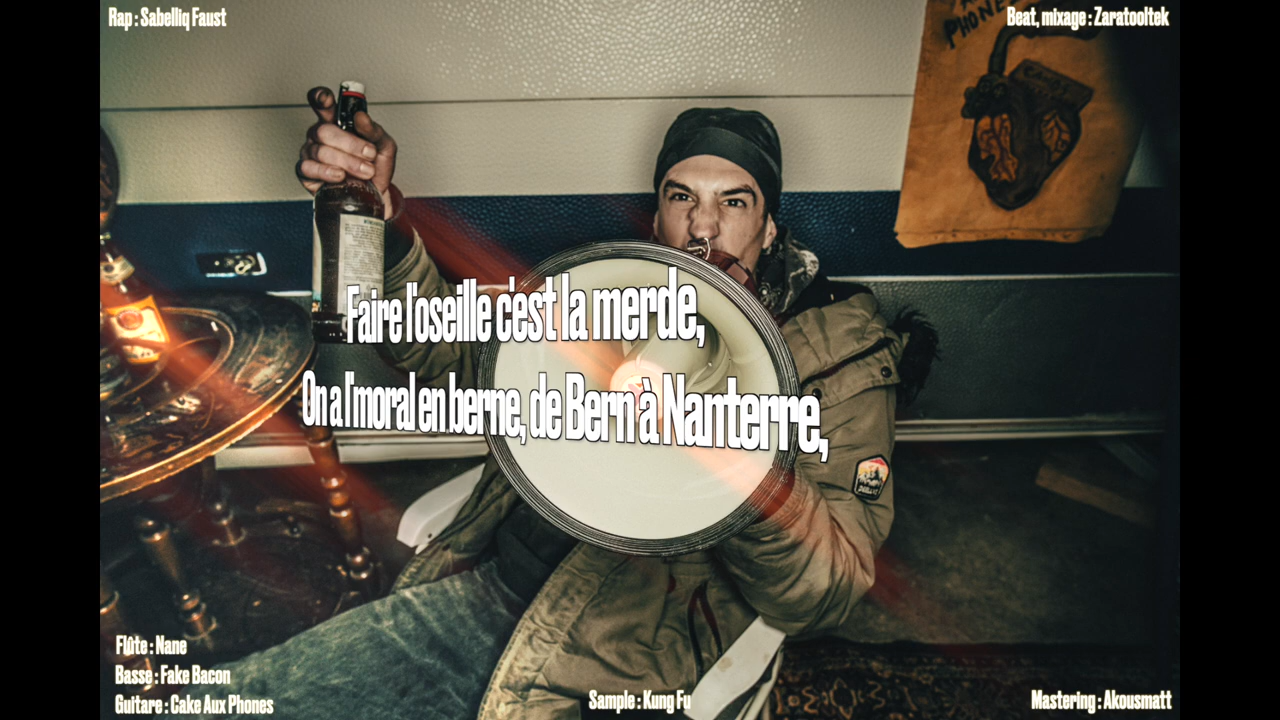 Rap : Sabelliq Faust
Beat, mixage : Zaratooltek
PHONE
Faire l'oseille c'est la merde,
On a l'moral en berne, de Bern à Nanterre,
Flûte : Nane
Basse : Fake Bacon
Guitare : Cake Aux Phones
Sample : Kung Fu
Mastering : Akousmatt